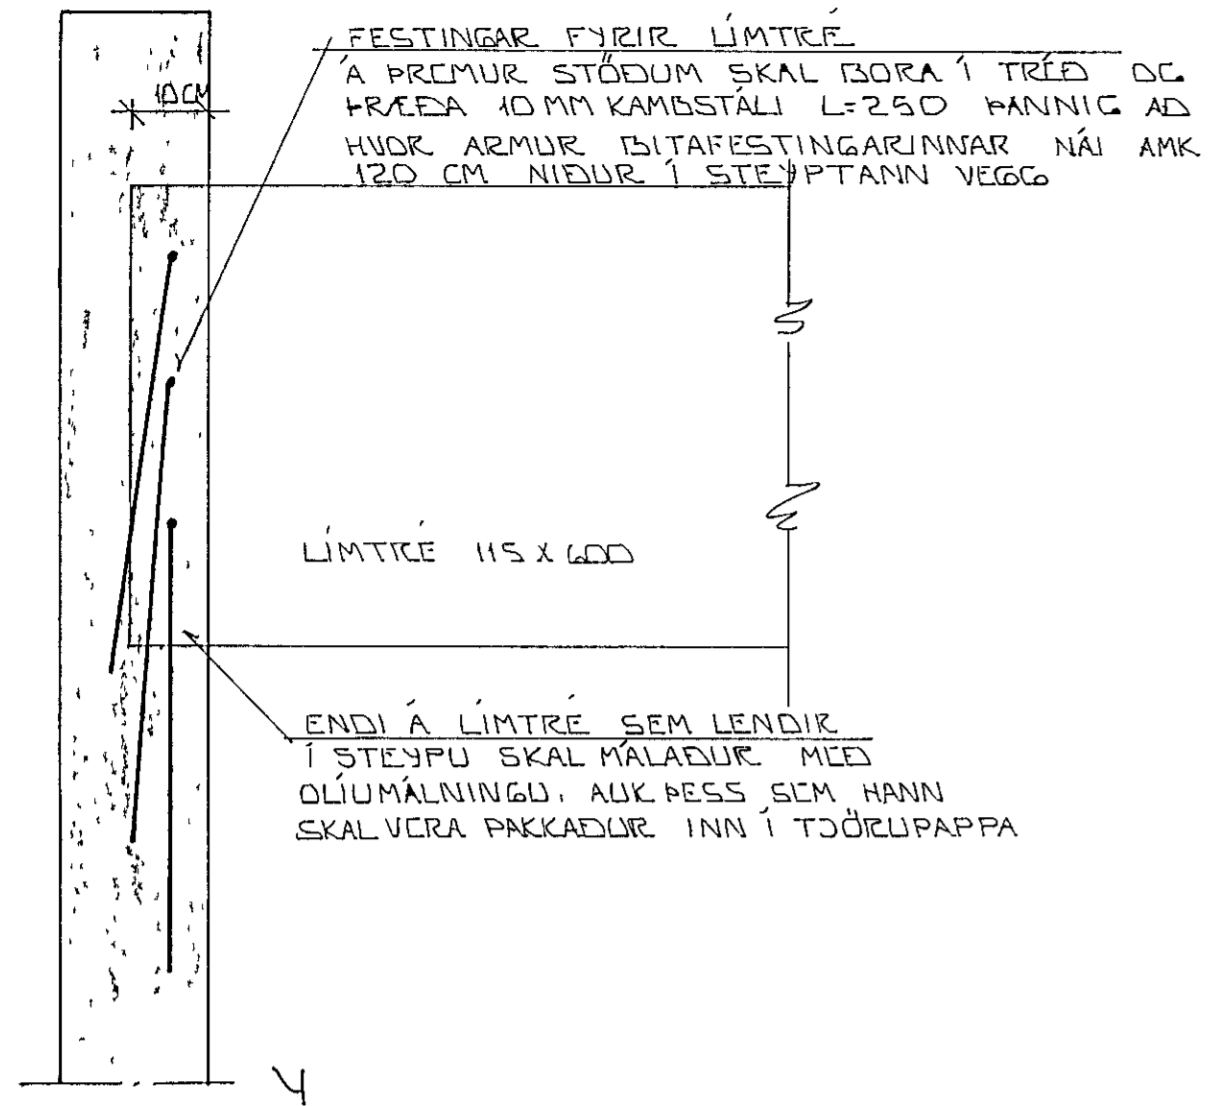 FESTINGAR FYRIR LÍMTRÉ
Á ÞREMUR STÖÐUM SKAL BORA Í TRÉÐ OG
ÞRÆÐA 10 MM KAMBSTÁLI L=250 ÞANNIG AÐ
HVOR ARMUR BITAFESTINGARINNAR NÁI AMK
120 CM NIÐUR Í STEYPTANN VEGG
10 CM
LÍMTRÉ 115 X 600
ENDI Á LÍMTRÉ SEM LENDIR
Í STEYPU SKAL MÁLAÐUR MEÐ
OLÍUMÁLNINGU, AUK ÞESS SEM HANN
SKAL VERA PAKKAÐUR INN Í TJÖRUPAPPA